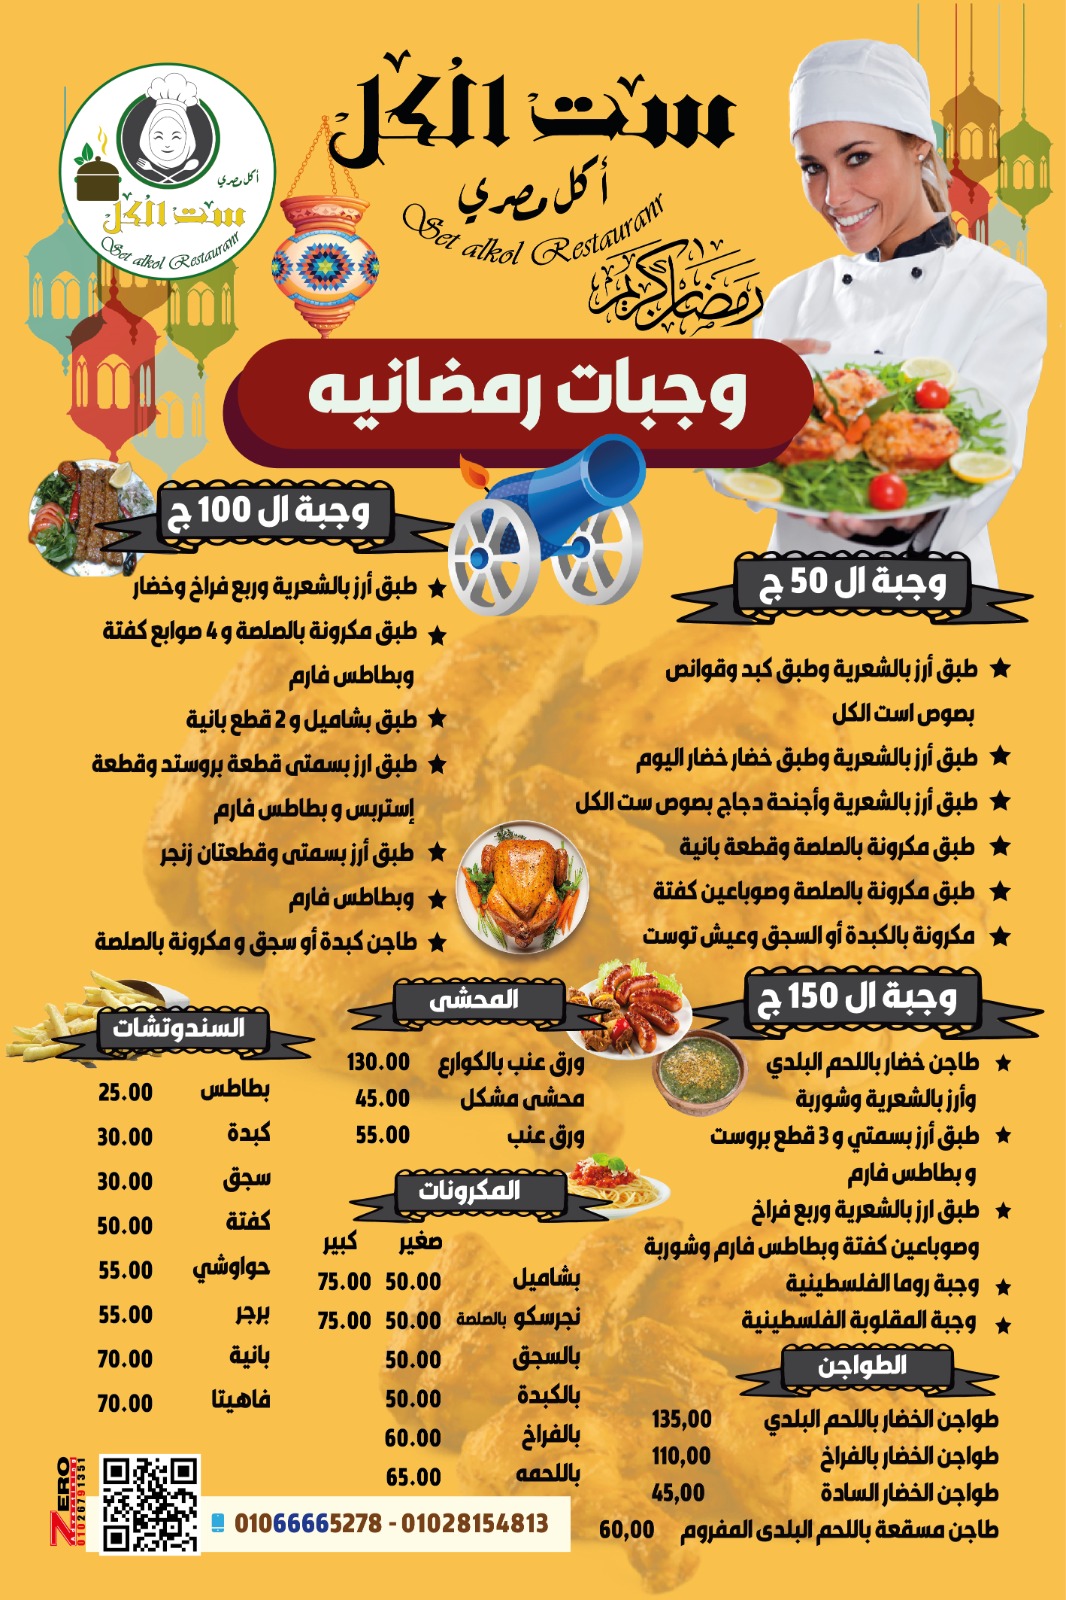 ست الكل
أكل مصري
Set alkol Restauranr
رمضان كريم
أكل مصري
ست الكل
Set alkol Restauranr
وجبات رمضانيه
وجبة ال 50 ج
طبق أرز بالشعرية وطبق كبد وقوانص
بصوص است الكل
طبق أرز بالشعرية وطبق خضار خضار اليوم
طبق أرز بالشعرية وأجنحة دجاج بصوص ست الكل
طبق مكرونة بالصلصة وقطعة بانية
طبق مكرونة بالصلصة وصوباعين كفتة
مكرونة بالكبدة أو السجق وعيش توست
وجبة ال 100 ج
طبق أرز بالشعرية وربع فراخ وخضار
طبق مكرونة بالصلصة و 4 صوابع كفتة
وبطاطس فارم
طبق بشاميل و 2 قطع بانية
طبق ارز بسمتى قطعة بروستد وقطعة
إستربس و بطاطس فارم
طبق أرز بسمتى وقطعتان زنجر
وبطاطس فارم
طاجن كبدة أو سجق و مكرونة بالصلصة
وجبة ال 150 ج
طاجن خضار باللحم البلدي
وأرز بالشعرية وشوربة
طبق أرز بسمتي و 3 قطع بروست
و بطاطس فارم
طبق ارز بالشعرية وربع فراخ
وصوباعين كفتة وبطاطس فارم وشوربة
وجبة روما الفلسطينية
وجبة المقلوبة الفلسطينية
الطواجن
طواجن الخضار باللحم البلدي 135,00
طواجن الخضار بالفراخ 110,00
طواجن الخضار السادة 45,00
طاجن مسقعة باللحم البلدى المفروم 60,00
المحشى
ورق عنب بالكوارع 130.00
محشى مشكل 45.00
ورق عنب 55.00
المكرونات
صغير كبير
بشاميل 50.00 75.00
نجرسكو بالصلصة 50.00 75.00
بالسجق 50.00
بالكبدة 50.00
بالفراخ 60.00
باللحمه 65.00
السندوتشات
بطاطس 25.00
كبدة 30.00
سجق 30.00
كفتة 50.00
حواوشي 55.00
برجر 55.00
بانية 70.00
فاهيتا 70.00
01066665278 - 01028154813
ZERO
01026791351